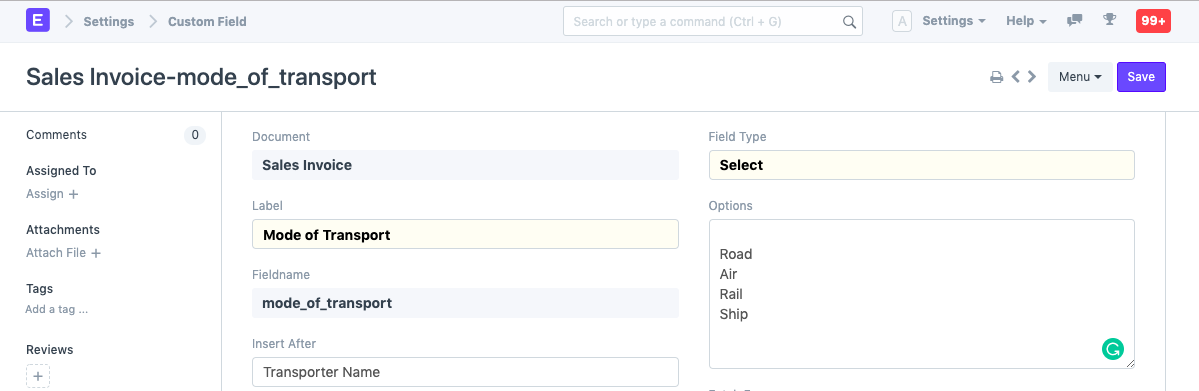 E Settings Custom Field Search or type a command (Ctrl + G) A Settings Help 99+
Sales Invoice-mode_of_transport Menu Save
Comments 0
Assigned To
Assign +
Attachments
Attach File +
Tags
Add a tag ...
Reviews
+
Document
Sales Invoice
Label
Mode of Transport
Fieldname
mode_of_transport
Insert After
Transporter Name
Field Type
Select
Options
Road
Air
Rail
Ship